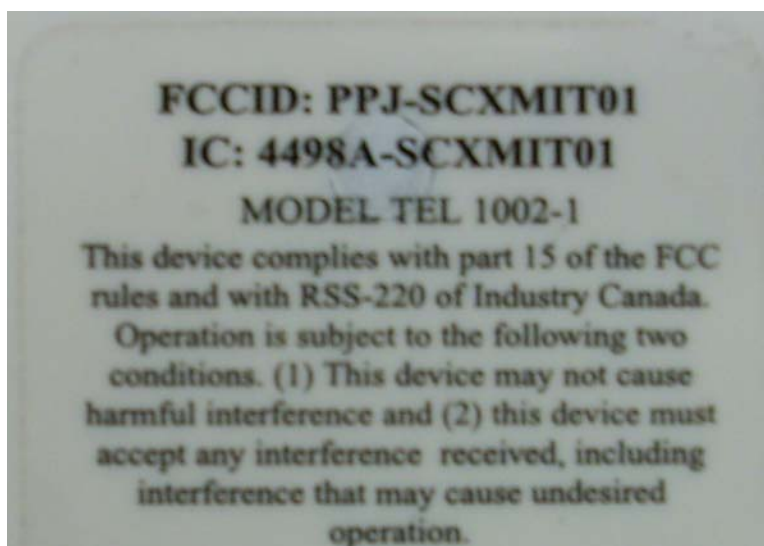 FCCID: PPJ-SCXMIT01
IC: 4498A-SCXMIT01
MODEL TEL 1002-1
This device complies with part 15 of the FCC
rules and with RSS-220 of Industry Canada.
Operation is subject to the following two
conditions. (1) This device may not cause
harmful interference and (2) this device must
accept any interference received, including
interference that may cause undesired
operation.